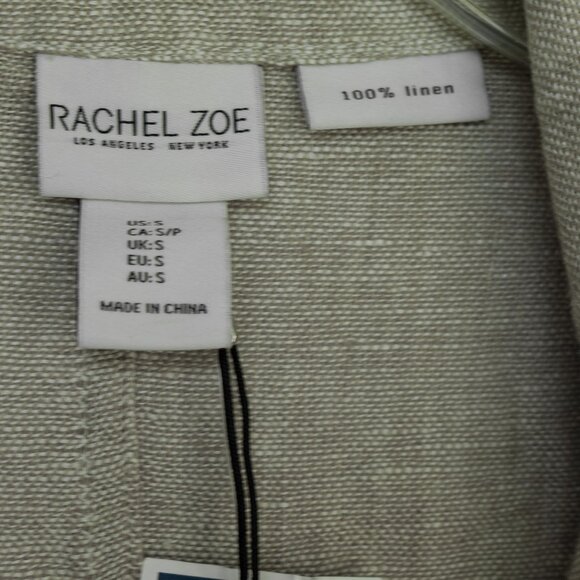 RACHEL ZOE
LOS ANGELES NEW YORK
100% linen
US: S
CA: S/P
UK: S
EU: S
AU: S
MADE IN CHINA